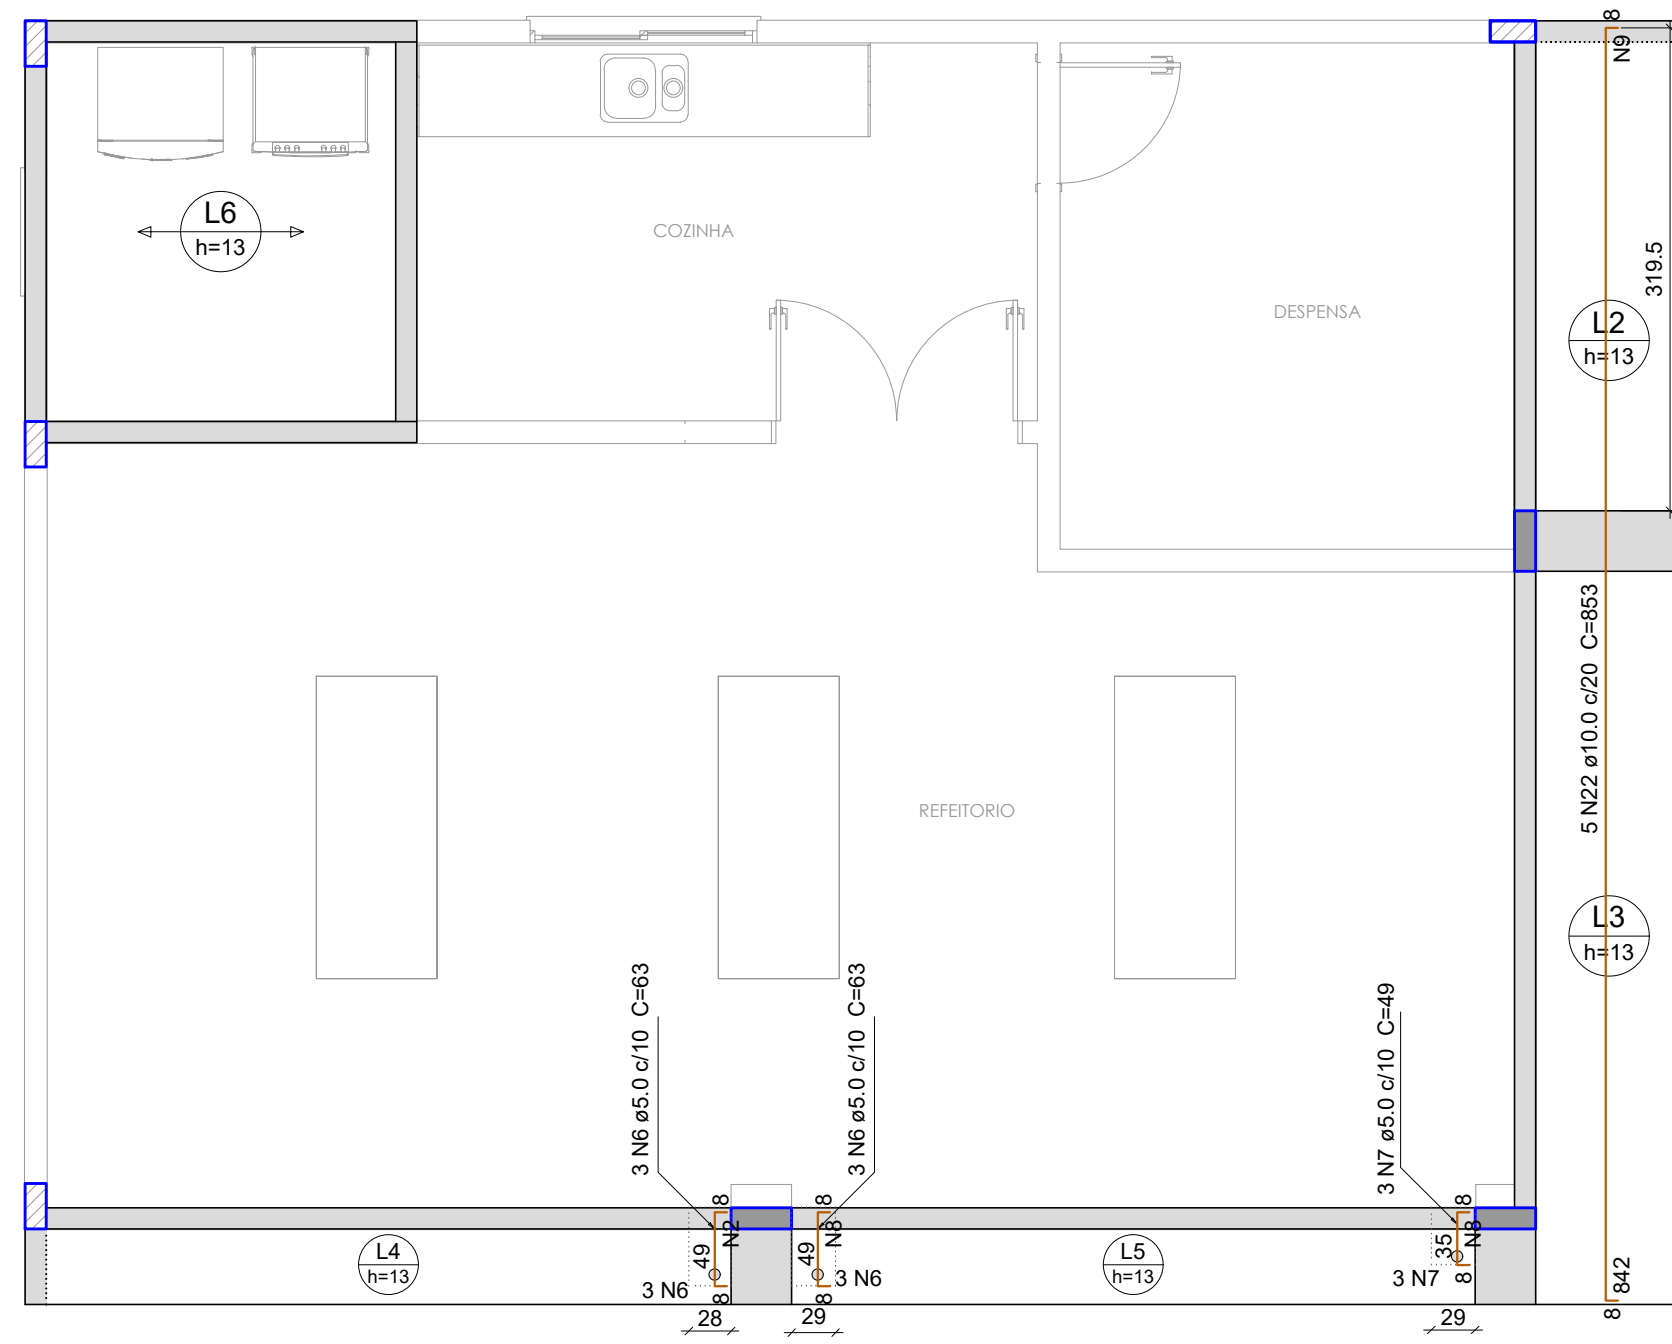 8
N9
L6
h=13
COZINHA
DESPENSA
319.5
L2
h=13
5 N22 ø10.0 c/20 C=853
REFEITORIO
L3
h=13
3 N6 ø5.0 c/10 C=63
3 N6 ø5.0 c/10 C=63
3 N7 ø5.0 c/10 C=49
8
N2
49
8
3 N6
28
8
N8
49
8
3 N6
29
8
N8
35
8
3 N7
29
L4
h=13
L5
h=13
842
8